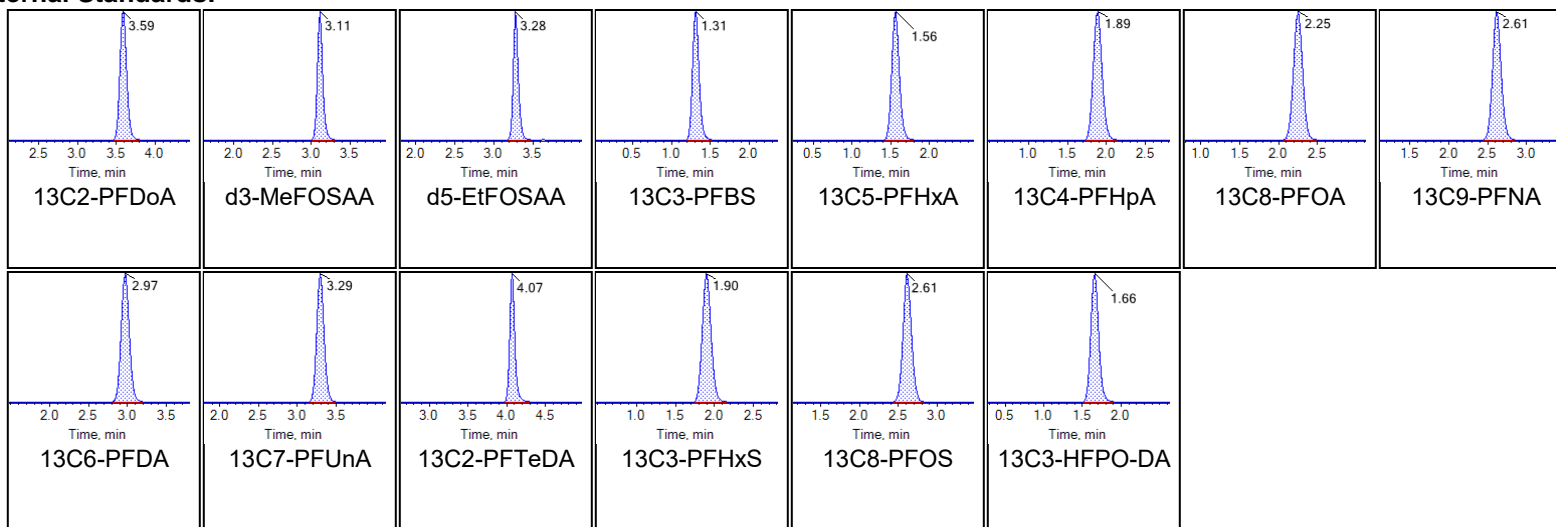 3.59 3.11 3.28 1.31 1.56 1.89 2.25 2.61
2.5 3.0 3.5 4.0 2.0 2.5 3.0 3.5 2.0 2.5 3.0 3.5 0.5 1.0 1.5 2.0 0.5 1.0 1.5 2.0 1.0 1.5 2.0 2.5 1.0 1.5 2.0 2.5 1.5 2.0 2.5 3.0
Time, min Time, min Time, min Time, min Time, min Time, min Time, min Time, min
13C2-PFDoA d3-MeFOSAA d5-EtFOSAA 13C3-PFBS 13C5-PFHxA 13C4-PFHpA 13C8-PFOA 13C9-PFNA
2.97 3.29 4.07 1.90 2.61 1.66
2.0 2.5 3.0 3.5 2.0 2.5 3.0 3.5 3.0 3.5 4.0 4.5 1.0 1.5 2.0 2.5 1.5 2.0 2.5 3.0 0.5 1.0 1.5 2.0
Time, min Time, min Time, min Time, min Time, min Time, min
13C6-PFDA 13C7-PFUnA 13C2-PFTeDA 13C3-PFHxS 13C8-PFOS 13C3-HFPO-DA